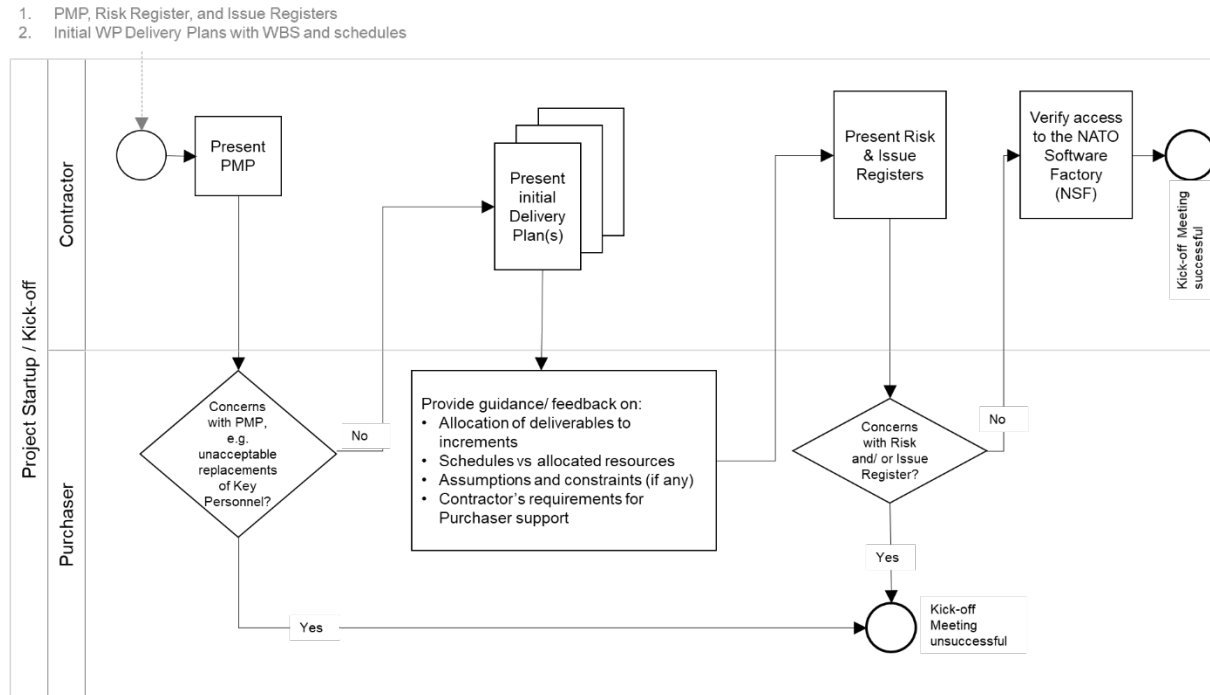 1. PMP, Risk Register, and Issue Registers
2. Initial WP Delivery Plans with WBS and schedules
Project Startup / Kick-off
Contractor
Present
PMP
Present
initial
Delivery
Plan(s)
Present Risk
& Issue
Registers
Verify access
to the NATO
Software
Factory
(NSF)
Kick-off Meeting
successful
Purchaser
Concerns
with PMP,
e.g.
unacceptable
replacements
of Key
Personnel?
No
Provide guidance/ feedback on:
• Allocation of deliverables to
increments
• Schedules vs allocated resources
• Assumptions and constraints (if any)
• Contractor's requirements for
Purchaser support
Concerns
with Risk
and/ or Issue
Register?
No
Yes
Yes
Kick-off
Meeting
unsuccessful